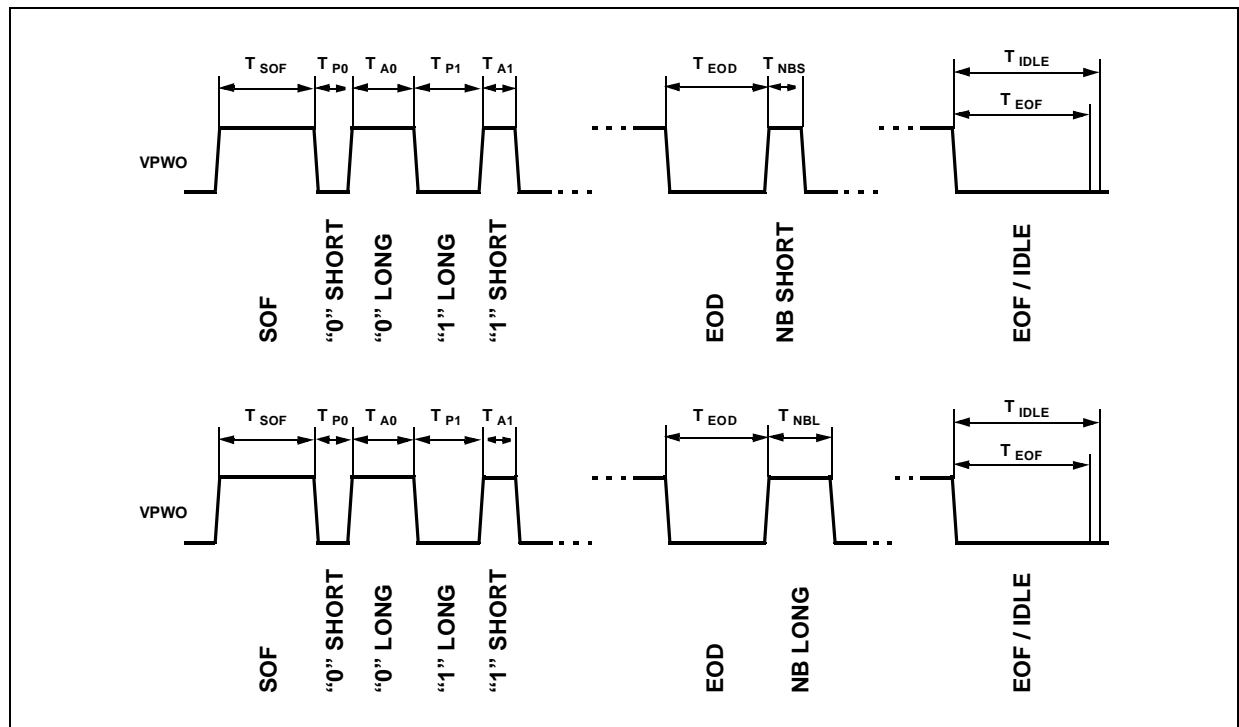 T SOF T P0 T A0 T P1 T A1 T EOD T NBS T IDLE
T EOF
VPWO
SOF “0” SHORT “0” LONG “1” LONG “1” SHORT EOD NB SHORT EOF / IDLE
T SOF T P0 T A0 T P1 T A1 T EOD T NBL T IDLE
T EOF
VPWO
SOF “0” SHORT “0” LONG “1” LONG “1” SHORT EOD NB LONG EOF / IDLE